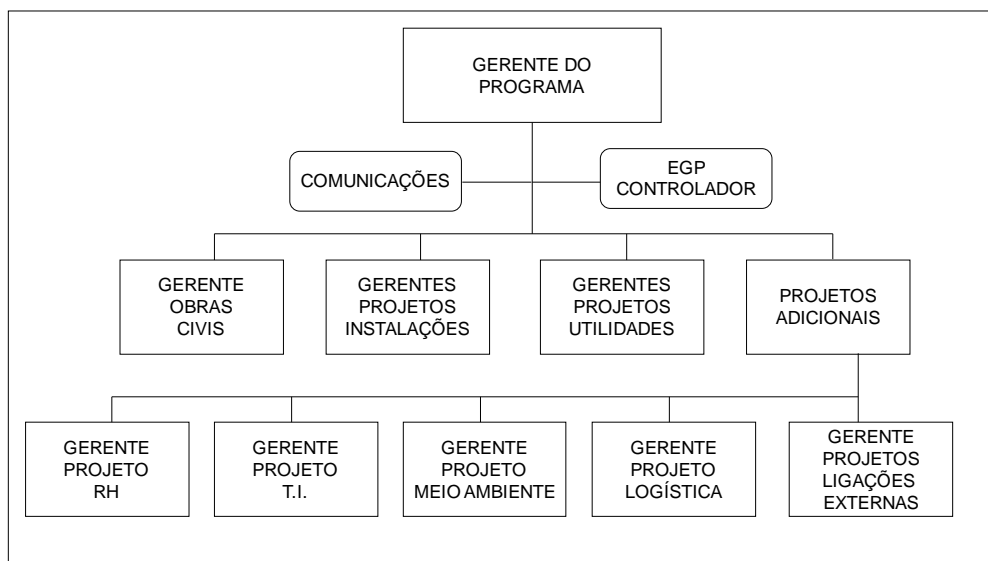 GERENTE DO
PROGRAMA
COMUNICAÇÕES
EGP
CONTROLADOR
GERENTE
OBRAS
CIVIS
GERENTES
PROJETOS
INSTALAÇÕES
GERENTES
PROJETOS
UTILIDADES
PROJETOS
ADICIONAIS
GERENTE
PROJETO
RH
GERENTE
PROJETO
T.I.
GERENTE
PROJETO
MEIO AMBIENTE
GERENTE
PROJETO
LOGÍSTICA
GERENTE
PROJETOS
LIGAÇÕES
EXTERNAS